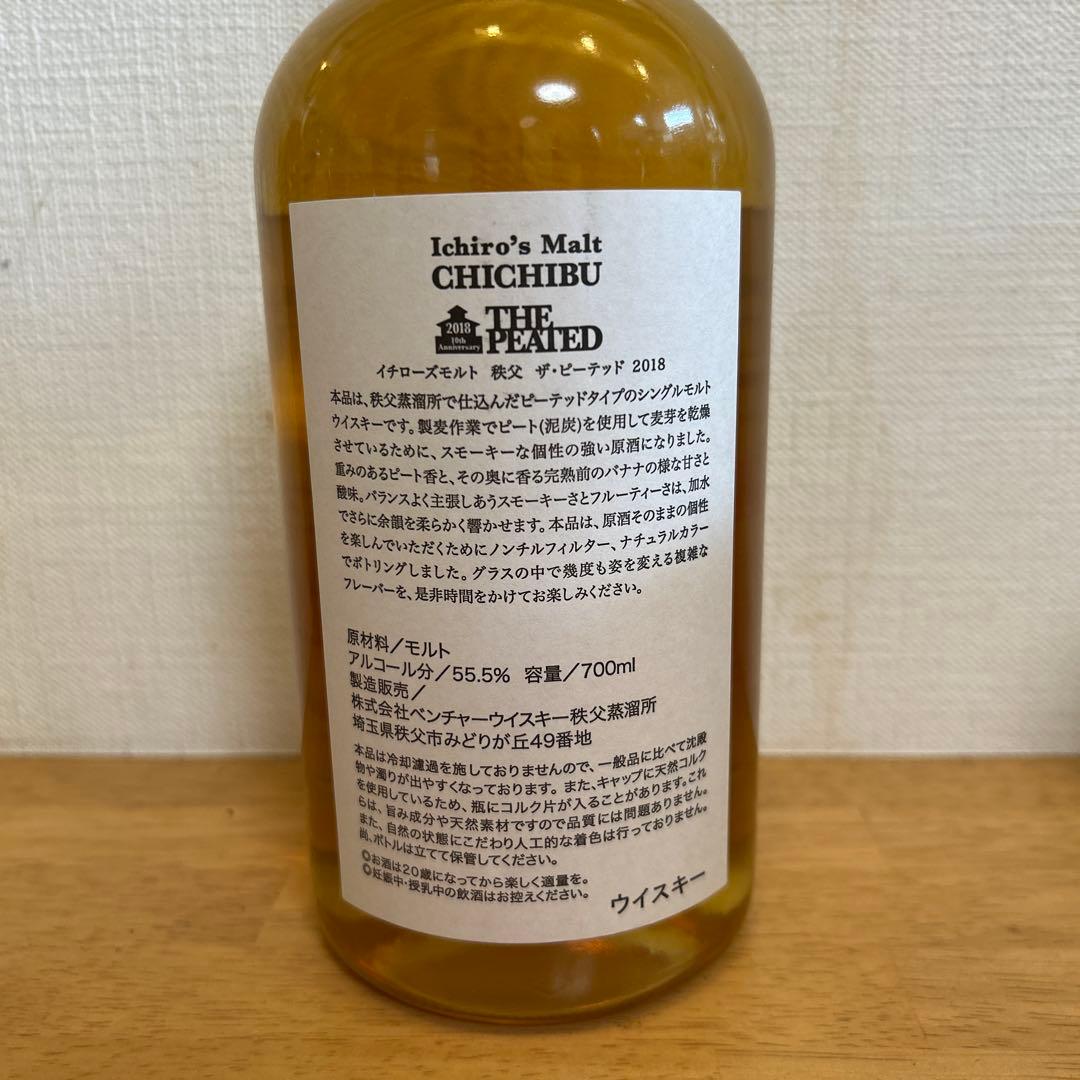 Ichiro's Malt
CHICHIBU
2018
10th
Anniversary
THE
PEATED
イチローズモルト 秩父 ザ・ピーテッド 2018
本品は、秩父蒸溜所で仕込んだピーテッドタイプのシングルモルト
ウイスキーです。製麦作業でピート(泥炭)を使用して麦芽を乾燥
させているために、スモーキーな個性の強い原酒になりました。
重みのあるピート香と、その奥に香る完熟前のバナナの様な甘さと
酸味。バランスよく主張しあうスモーキーさとフルーティーさは、加水
でさらに余韻を柔らかく響かせます。本品は、原酒そのままの個性
を楽しんでいただくためにノンチルフィルター、ナチュラルカラー
でボトリングしました。グラスの中で幾度も姿を変える複雑な
フレーバーを、是非時間をかけてお楽しみください。
原材料／モルト
アルコール分／55.5% 容量／700ml
製造販売／
株式会社ベンチャーウイスキー秩父蒸溜所
埼玉県秩父市みどりが丘49番地
本品は冷却濾過を施しておりませんので、一般品に比べて沈殿
物や濁りが出やすくなっております。また、キャップに天然コルク
を使用しているため、瓶にコルク片が入ることがあります。これ
らは、旨み成分や天然素材ですので品質には問題ありません。
また、自然の状態にこだわり人工的な着色は行っておりません。
尚、ボトルは立てて保管してください。
◎お酒は20歳になってから楽しく適量を。
◎妊娠中・授乳中の飲酒はお控えください。
ウイスキー